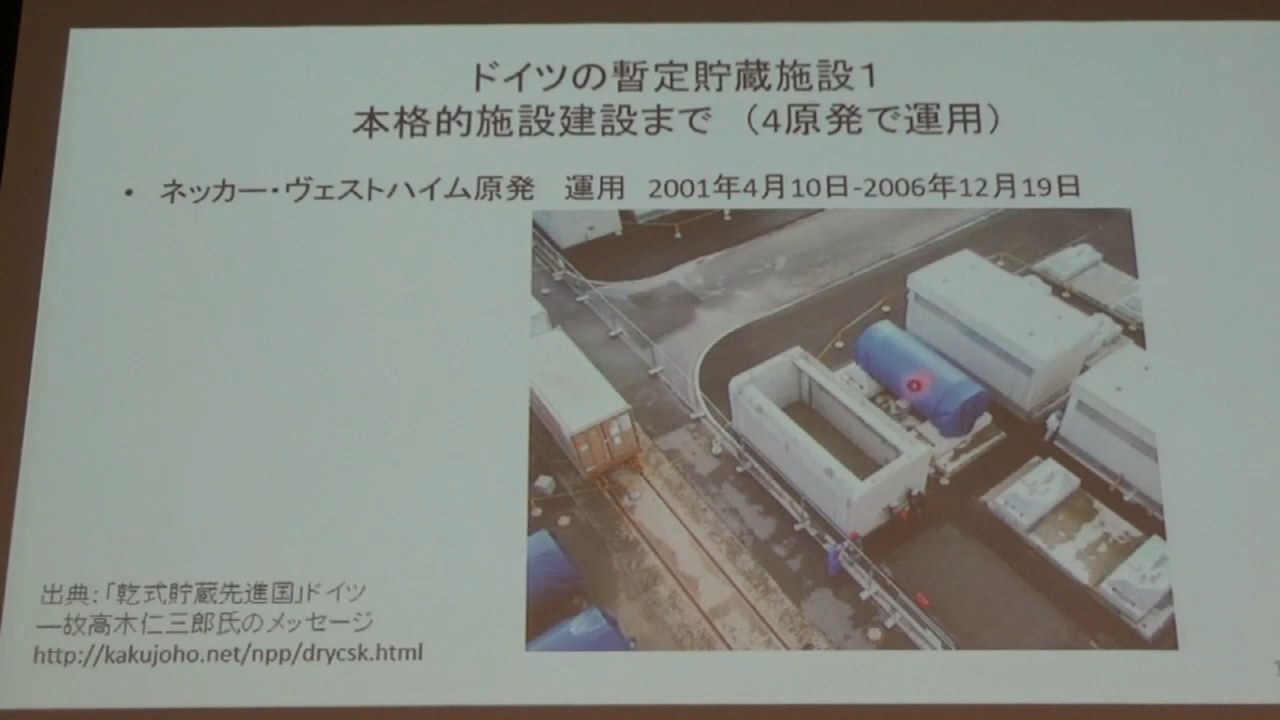 ドイツの暫定貯蔵施設１
本格的施設建設まで （4原発で運用）
• ネッカー・ヴェストハイム原発　運用　2001年4月10日-2006年12月19日
出典：「乾式貯蔵先進国」ドイツ
―故高木仁三郎氏のメッセージ
http://kakujoho.net/npp/drycsk.html